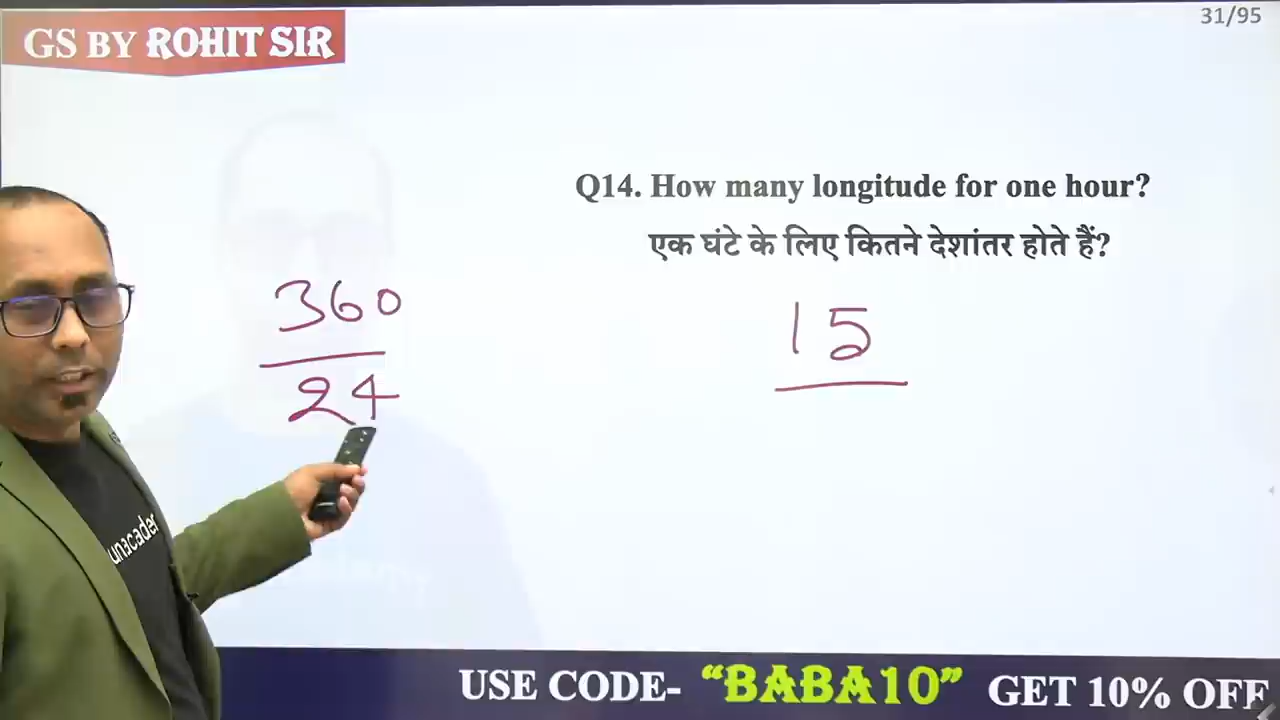 31/95
GS BY ROHIT SIR
Q14. How many longitude for one hour?
एक घंटे के लिए कितने देशांतर होते हैं?
360
24
15
USE CODE- “BABA10” GET 10% OFF